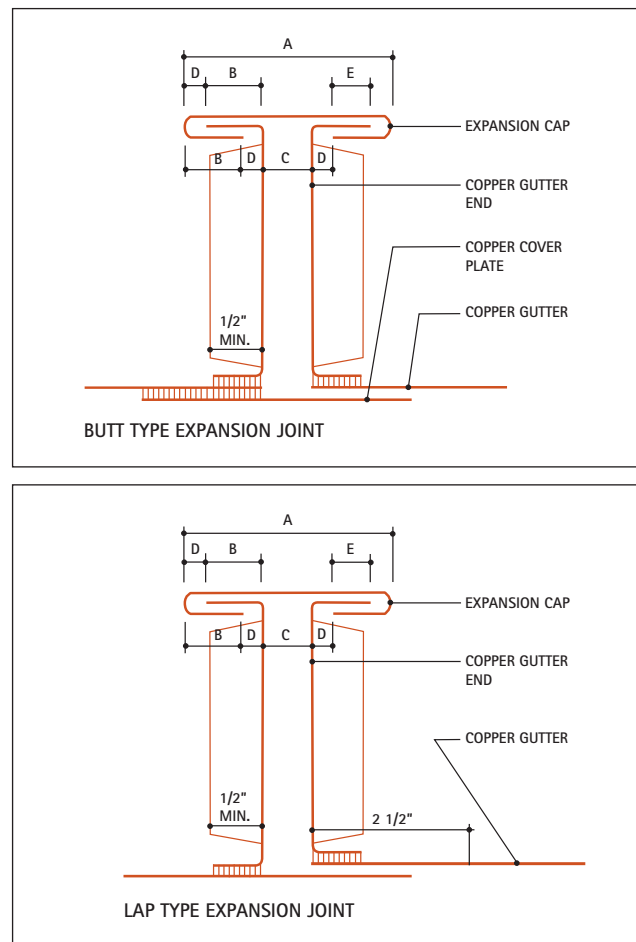 A
D B E
EXPANSION CAP
B D C D
COPPER GUTTER
END
COPPER COVER
PLATE
1/2"
MIN.
COPPER GUTTER
BUTT TYPE EXPANSION JOINT
A
D B E
EXPANSION CAP
B D C D
COPPER GUTTER
END
COPPER GUTTER
1/2"
MIN.
2 1/2"
LAP TYPE EXPANSION JOINT